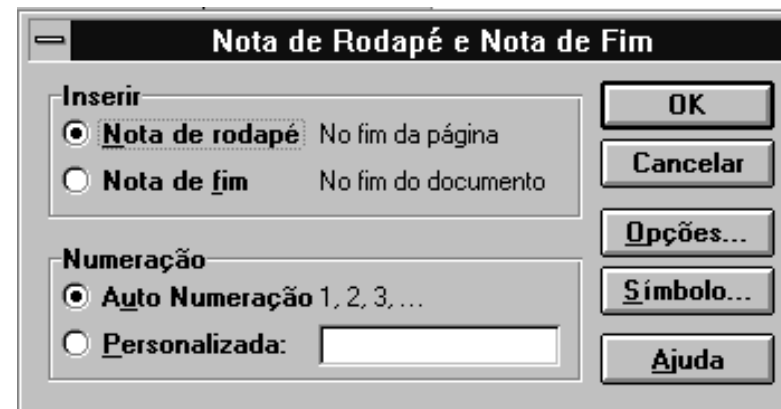 Nota de Rodapé e Nota de Fim
Inserir
Nota de rodapé No fim da página
Nota de fim No fim do documento
Numeração
Auto Numeração 1, 2, 3, ...
Personalizada:
OK
Cancelar
Opções...
Símbolo...
Ajuda